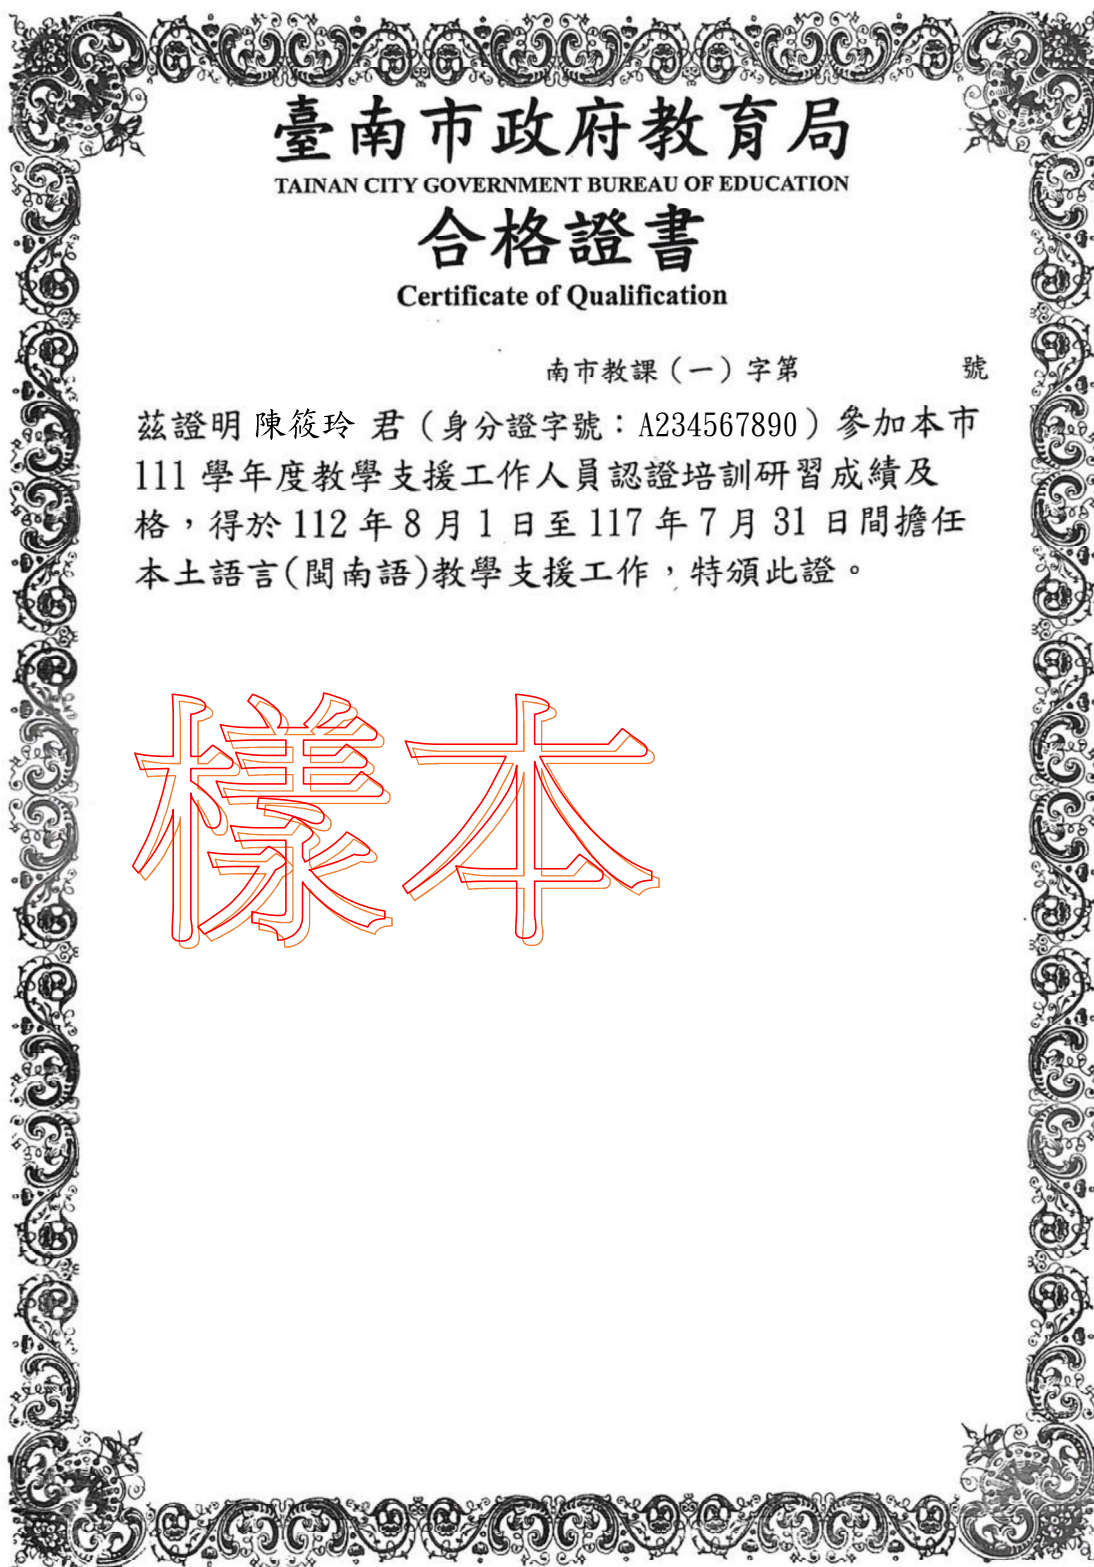 臺南市政府教育局
TAINAN CITY GOVERNMENT BUREAU OF EDUCATION
合格證書
Certificate of Qualification
南市教課（一）字第 號
茲證明 陳筱玲 君（身分證字號：A234567890）參加本市
111 學年度教學支援工作人員認證培訓研習成績及
格，得於 112 年 8 月 1 日至 117 年 7 月 31 日間擔任
本土語言(閩南語)教學支援工作，特頒此證。
樣本